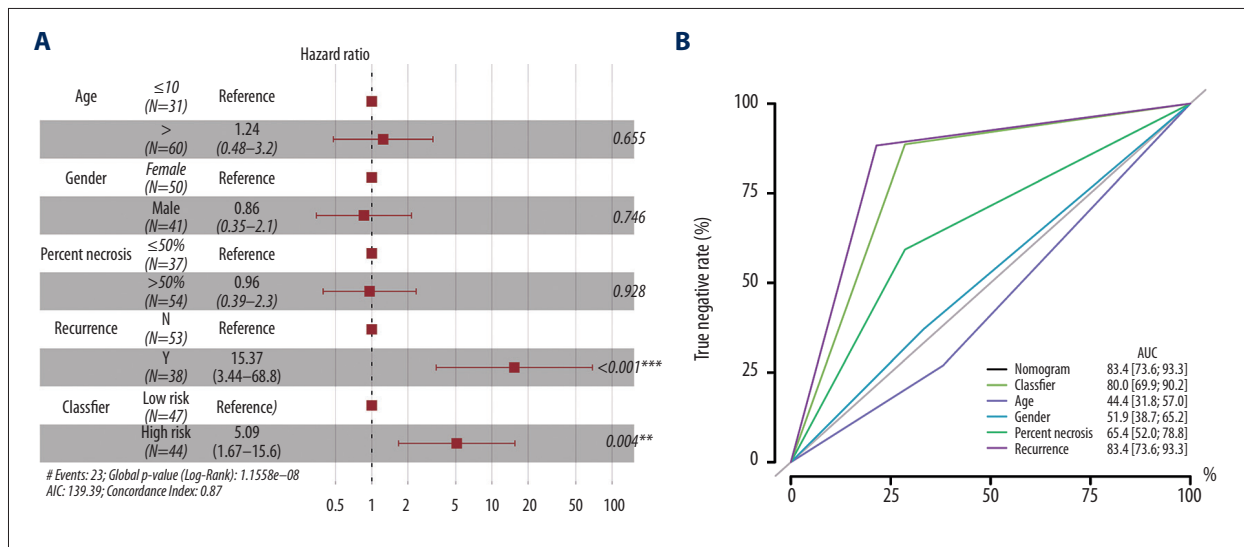 A
Hazard ratio
Age
≤10
(N=31)
Reference
>
(N=60)
1.24
(0.48–3.2)
0.655
Gender
Female
(N=50)
Reference
Male
(N=41)
0.86
(0.35–2.1)
0.746
Percent necrosis
≤50%
(N=37)
Reference
>50%
(N=54)
0.96
(0.39–2.3)
0.928
Recurrence
N
(N=53)
Reference
Y
(N=38)
15.37
(3.44–68.8)
<0.001***
Classfier
Low risk
(N=47)
Reference)
High risk
(N=44)
5.09
(1.67–15.6)
0.004**
# Events: 23; Global p-value (Log-Rank): 1.1558e–08
AIC: 139.39; Concordance Index: 0.87
0.5 1 2 5 10 20 50 100
B
True negative rate (%)
100
75
50
25
0
AUC
Nomogram 83.4 [73.6; 93.3]
Classfier 80.0 [69.9; 90.2]
Age 44.4 [31.8; 57.0]
Gender 51.9 [38.7; 65.2]
Percent necrosis 65.4 [52.0; 78.8]
Recurrence 83.4 [73.6; 93.3]
0 25 50 75 100 %